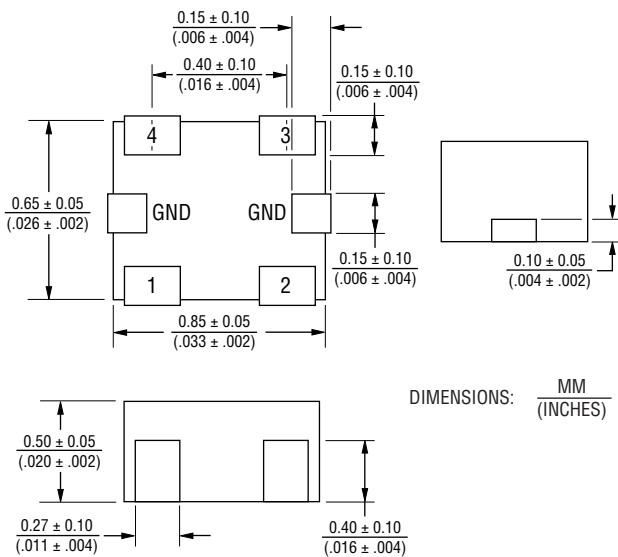 0.15 ± 0.10
(.006 ± .004)
0.40 ± 0.10
(.016 ± .004)
0.15 ± 0.10
(.006 ± .004)
4
3
0.65 ± 0.05
(.026 ± .002)
GND
GND
0.15 ± 0.10
(.006 ± .004)
0.10 ± 0.05
(.004 ± .002)
1
2
0.85 ± 0.05
(.033 ± .002)
DIMENSIONS: MM
(INCHES)
0.50 ± 0.05
(.020 ± .002)
0.27 ± 0.10
(.011 ± .004)
0.40 ± 0.10
(.016 ± .004)